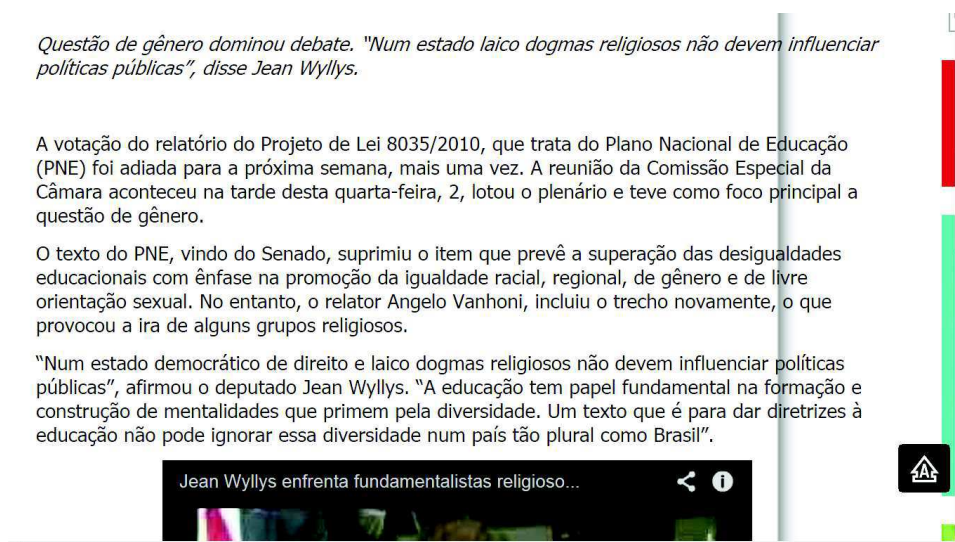 Questão de gênero dominou debate. "Num estado laico dogmas religiosos não devem influenciar
políticas públicas", disse Jean Wyllys.
A votação do relatório do Projeto de Lei 8035/2010, que trata do Plano Nacional de Educação
(PNE) foi adiada para a próxima semana, mais uma vez. A reunião da Comissão Especial da
Câmara aconteceu na tarde desta quarta-feira, 2, lotou o plenário e teve como foco principal a
questão de gênero.
O texto do PNE, vindo do Senado, suprimiu o item que prevê a superação das desigualdades
educacionais com ênfase na promoção da igualdade racial, regional, de gênero e de livre
orientação sexual. No entanto, o relator Angelo Vanhoni, incluiu o trecho novamente, o que
provocou a ira de alguns grupos religiosos.
"Num estado democrático de direito e laico dogmas religiosos não devem influenciar políticas
públicas", afirmou o deputado Jean Wyllys. "A educação tem papel fundamental na formação e
construção de mentalidades que primem pela diversidade. Um texto que é para dar diretrizes à
educação não pode ignorar essa diversidade num país tão plural como Brasil".
Jean Wyllys enfrenta fundamentalistas religioso...
A